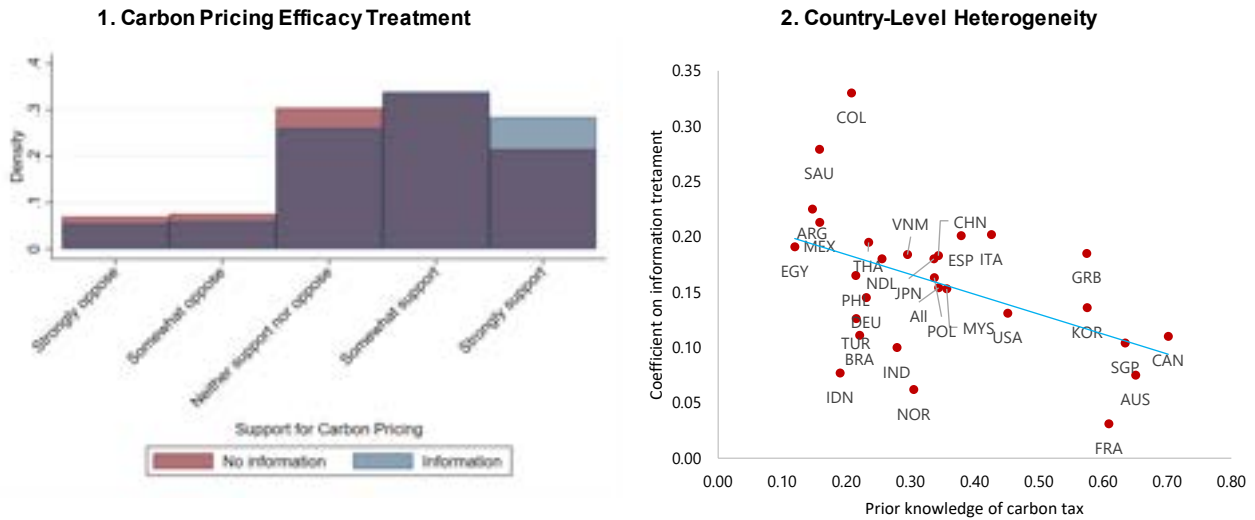 1. Carbon Pricing Efficacy Treatment
.4
.3
.2
.1
0
Density
Strongly oppose
Somewhat oppose
Neither support nor oppose
Somewhat support
Strongly support
Support for Carbon Pricing
No information
Information
2. Country-Level Heterogeneity
0.35
0.30
0.25
0.20
0.15
0.10
0.05
0.00
Coefficient on information tretament
COL
SAU
VNM
CHN
ARG
MEX
EGY
THA
ESP
ITA
NDL
GRB
JPN
PHL
All
DEU
POL
MYS
USA
KOR
TUR
BRA
IND
SGP
CAN
IDN
AUS
NOR
FRA
0.00 0.10 0.20 0.30 0.40 0.50 0.60 0.70 0.80
Prior knowledge of carbon tax